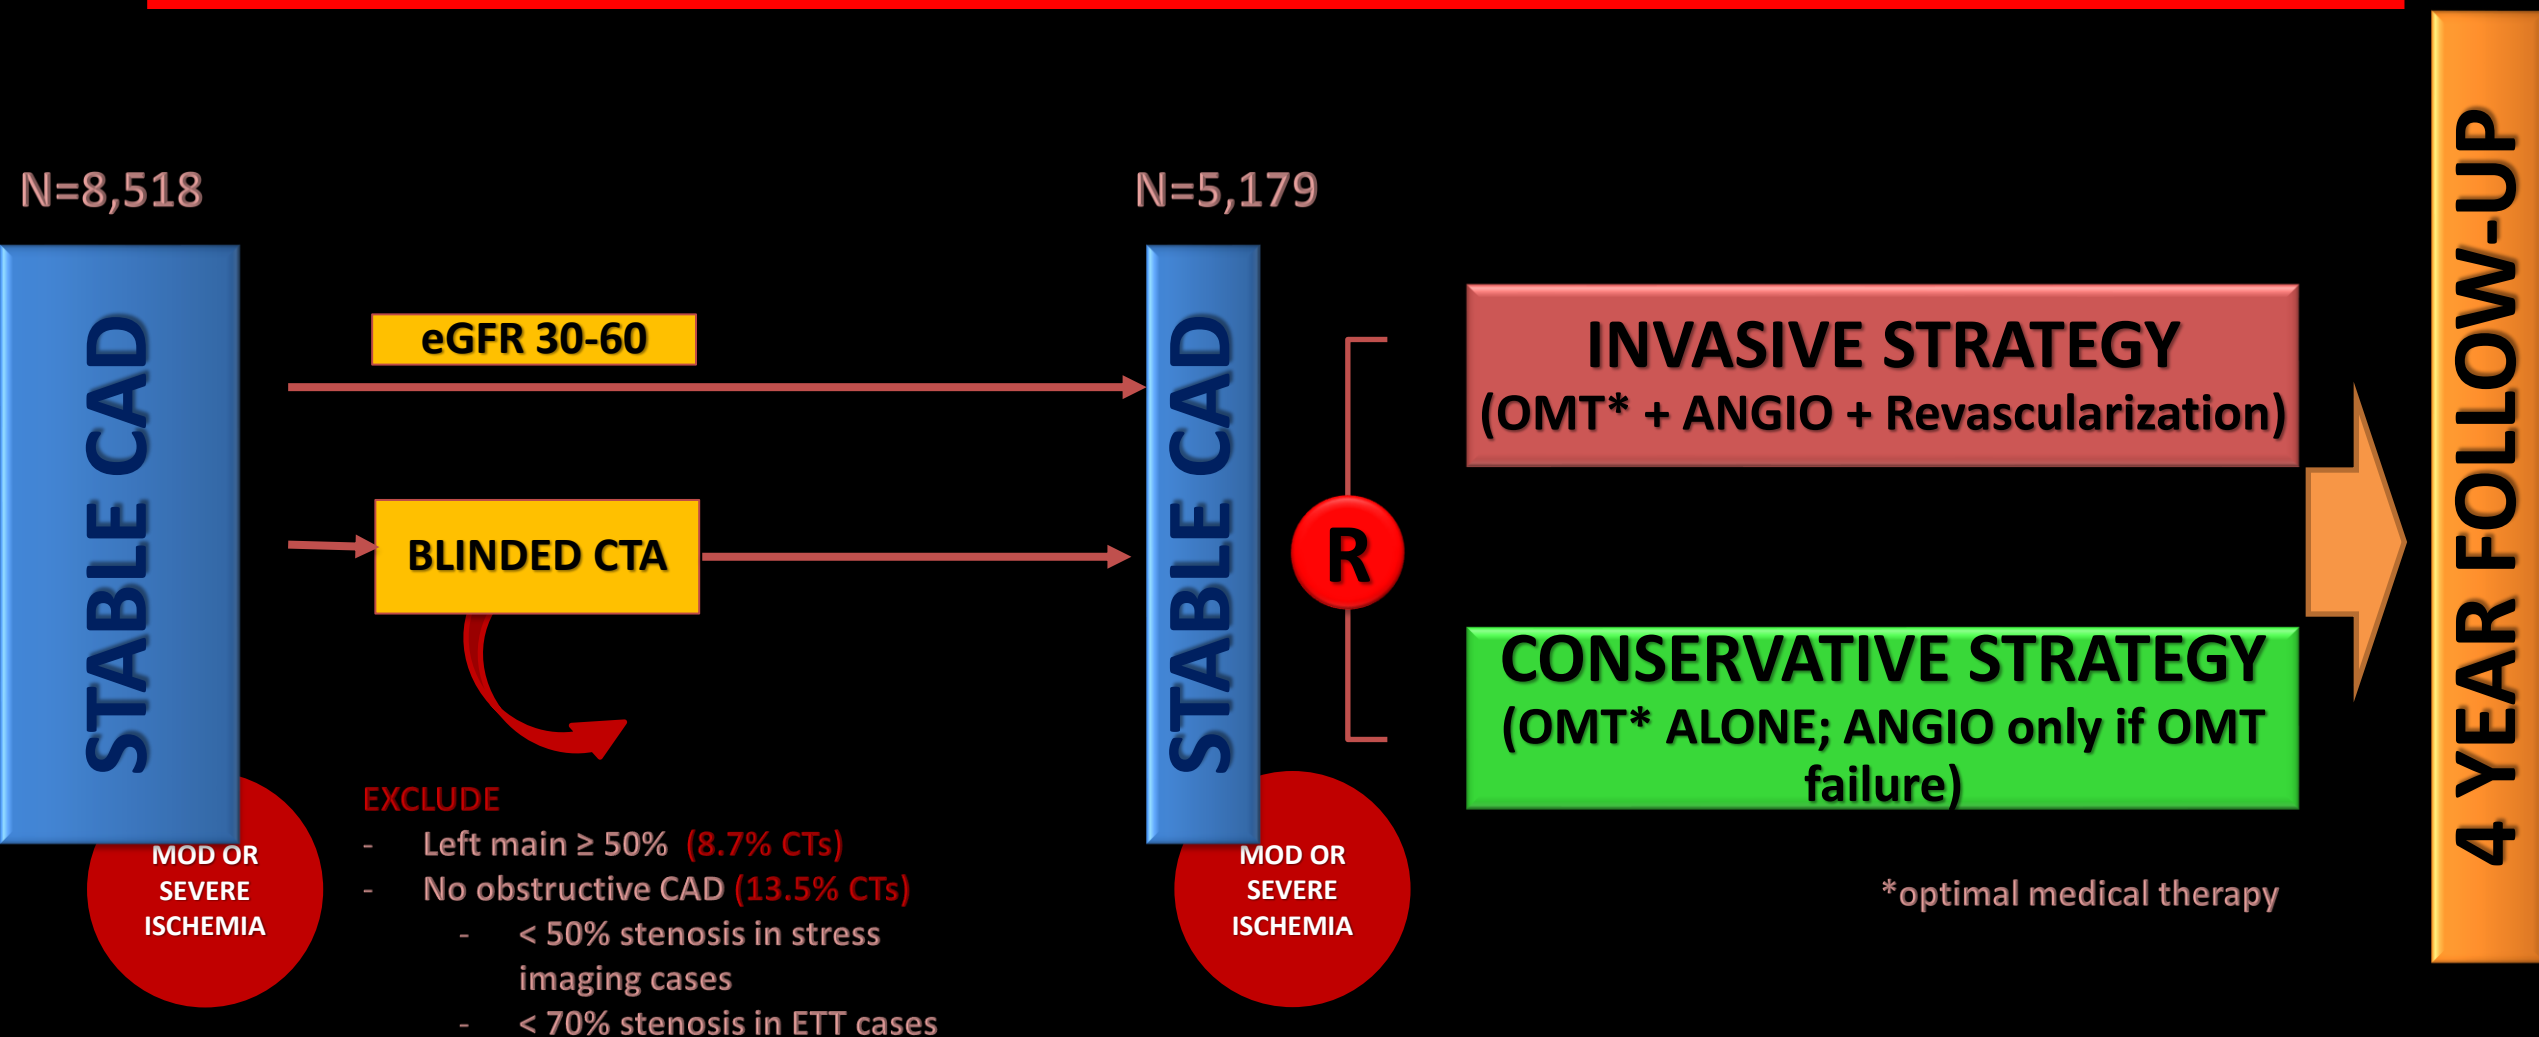 N=8,518
STABLE CAD
MOD OR
SEVERE
ISCHEMIA
eGFR 30-60
BLINDED CTA
EXCLUDE
- Left main ≥ 50% (8.7% CTs)
- No obstructive CAD (13.5% CTs)
- < 50% stenosis in stress
imaging cases
- < 70% stenosis in ETT cases
N=5,179
STABLE CAD
MOD OR
SEVERE
ISCHEMIA
R
INVASIVE STRATEGY
(OMT* + ANGIO + Revascularization)
CONSERVATIVE STRATEGY
(OMT* ALONE; ANGIO only if OMT
failure)
*optimal medical therapy
4 YEAR FOLLOW-UP